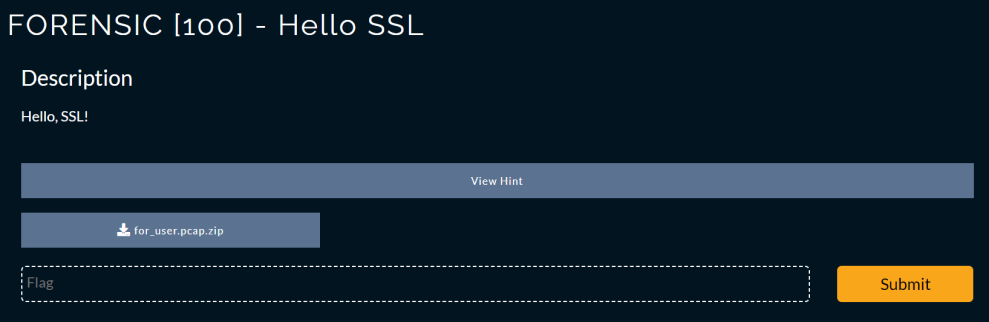 FORENSIC [100] - Hello SSL
Description
Hello, SSL!
View Hint
for_user.pcap.zip
Flag
Submit